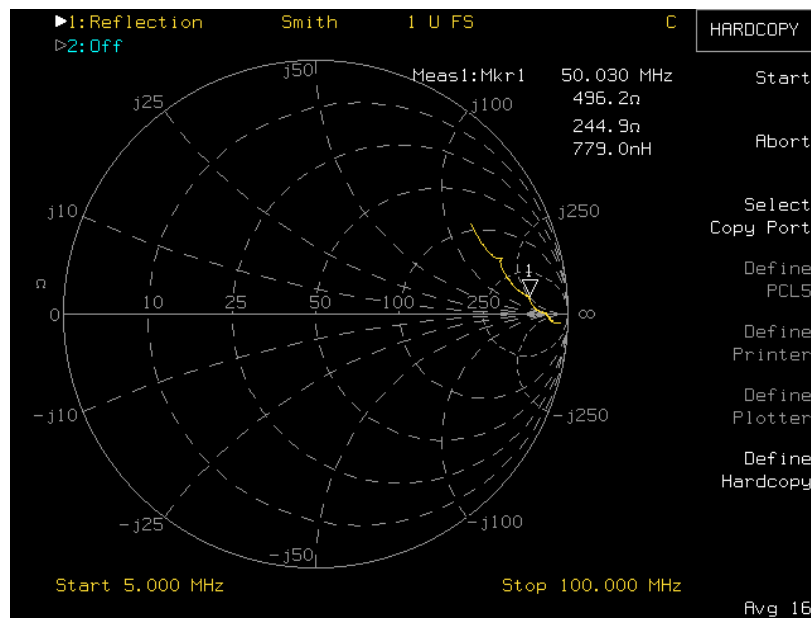 ▶1:Reflection Smith 1 U FS C
▷2:Off
HARDCOPY
Meas1:Mkr1 50.030 MHz
496.2Ω
244.9Ω
779.0nH
Start
Abort
Select
Copy Port
Define
PCL5
Define
Printer
Define
Plotter
Define
Hardcopy
j50
j25 j100
j10 j250
C
1
0 10 25 50 100 250 ∞
-j10 -j250
-j25 -j100
-j50
Start 5.000 MHz Stop 100.000 MHz
Avg 16